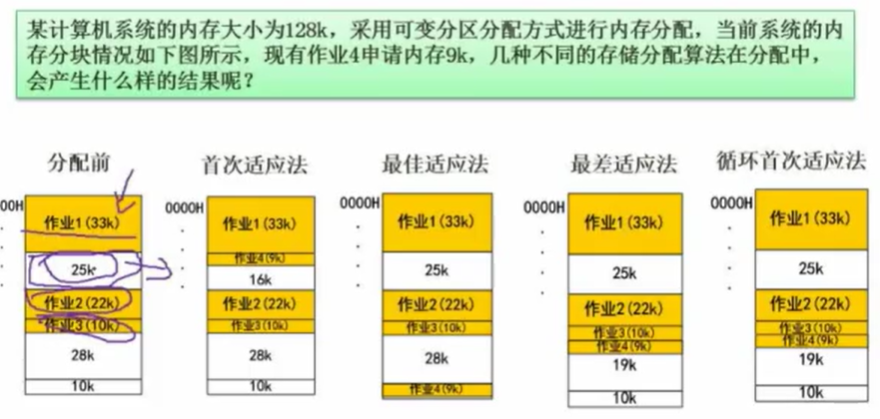 某计算机系统的内存大小为128k，采用可变分区分配方式进行内存分配，当前系统的内
存分块情况如下图所示，现有作业4申请内存9k，几种不同的存储分配算法在分配中，
会产生什么样的结果呢？
分配前
00H
作业1(33k)
25k
作业2(22k)
作业3(10k)
28k
10k
首次适应法
0000H
作业1(33k)
作业4(9k)
16k
作业2(22k)
作业3(10k)
28k
10k
最佳适应法
0000H
作业1(33k)
25k
作业2(22k)
作业3(10k)
28k
作业4(9k)
最差适应法
0000H
作业1(33k)
25k
作业2(22k)
作业3(10k)
作业4(9k)
19k
10k
循环首次适应法
0000H
作业1(33k)
25k
作业2(22k)
作业3(10k)
作业4(9k)
19k
10k